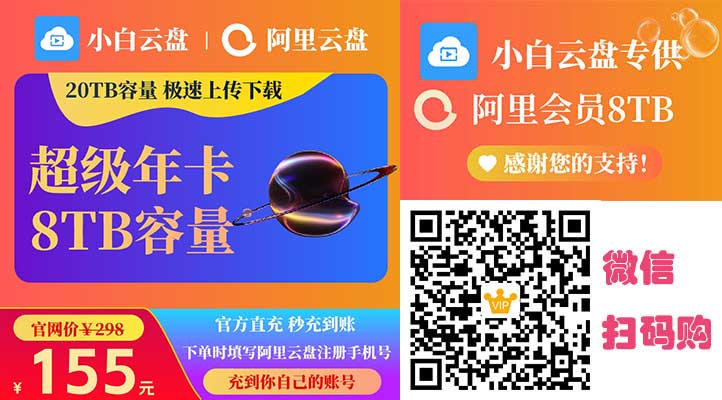 小白云盘 | 阿里云盘
20TB容量 极速上传下载
超级年卡
8TB容量
官网价￥298
￥155元
官方直充 秒充到账
下单时填写阿里云盘注册手机号
充到你自己的账号
小白云盘专供
阿里会员8TB
感谢您的支持!
VIP
微信
扫码购